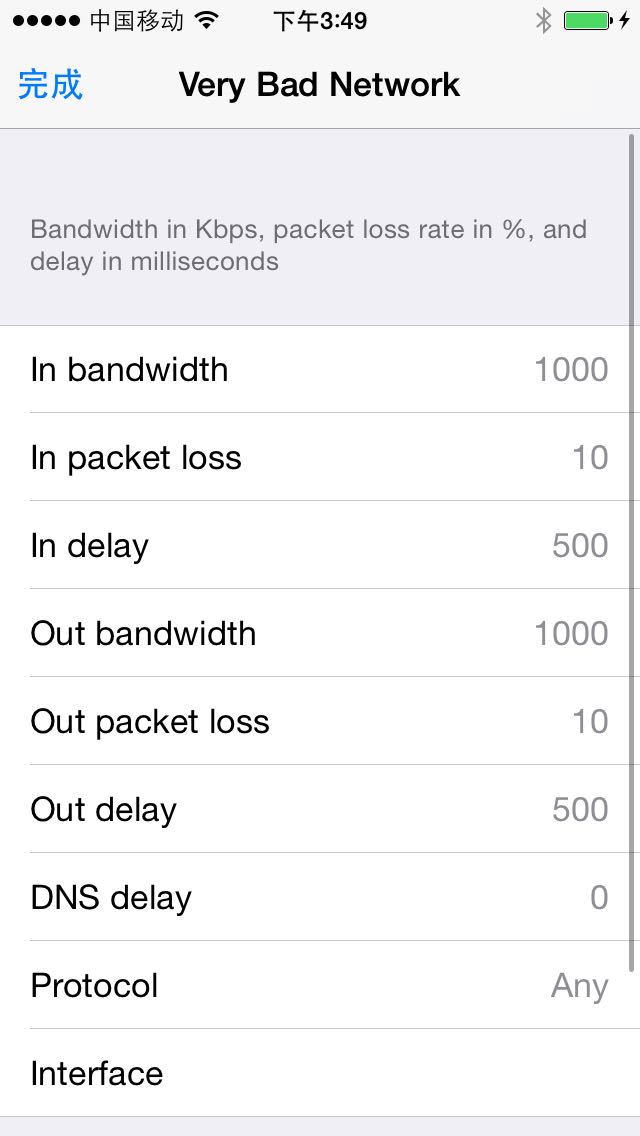 中国移动 下午3:49
完成 Very Bad Network
Bandwidth in Kbps, packet loss rate in %, and
delay in milliseconds
In bandwidth 1000
In packet loss 10
In delay 500
Out bandwidth 1000
Out packet loss 10
Out delay 500
DNS delay 0
Protocol Any
Interface